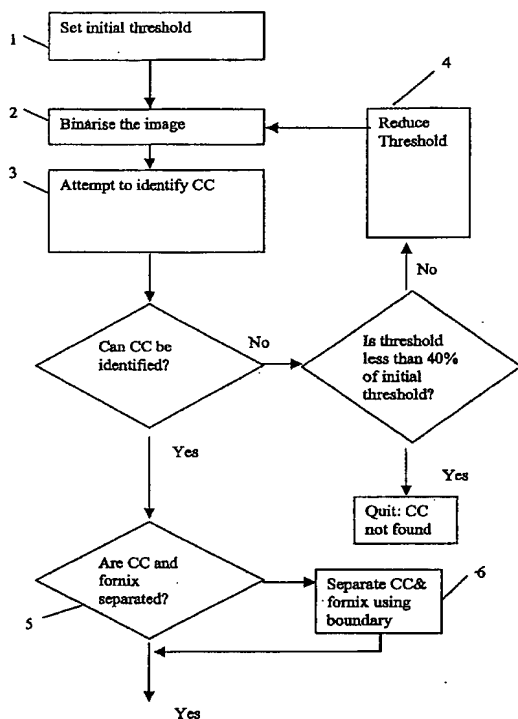 1
Set initial threshold
2
Binarise the image
3
Attempt to identify CC
4
Reduce
Threshold
No
Can CC be
identified?
No
Is threshold
less than 40%
of initial
threshold?
Yes
Yes
Quit: CC
not found
Are CC and
fornix
separated?
5
Separate CC&
fornix using
boundary
6
Yes